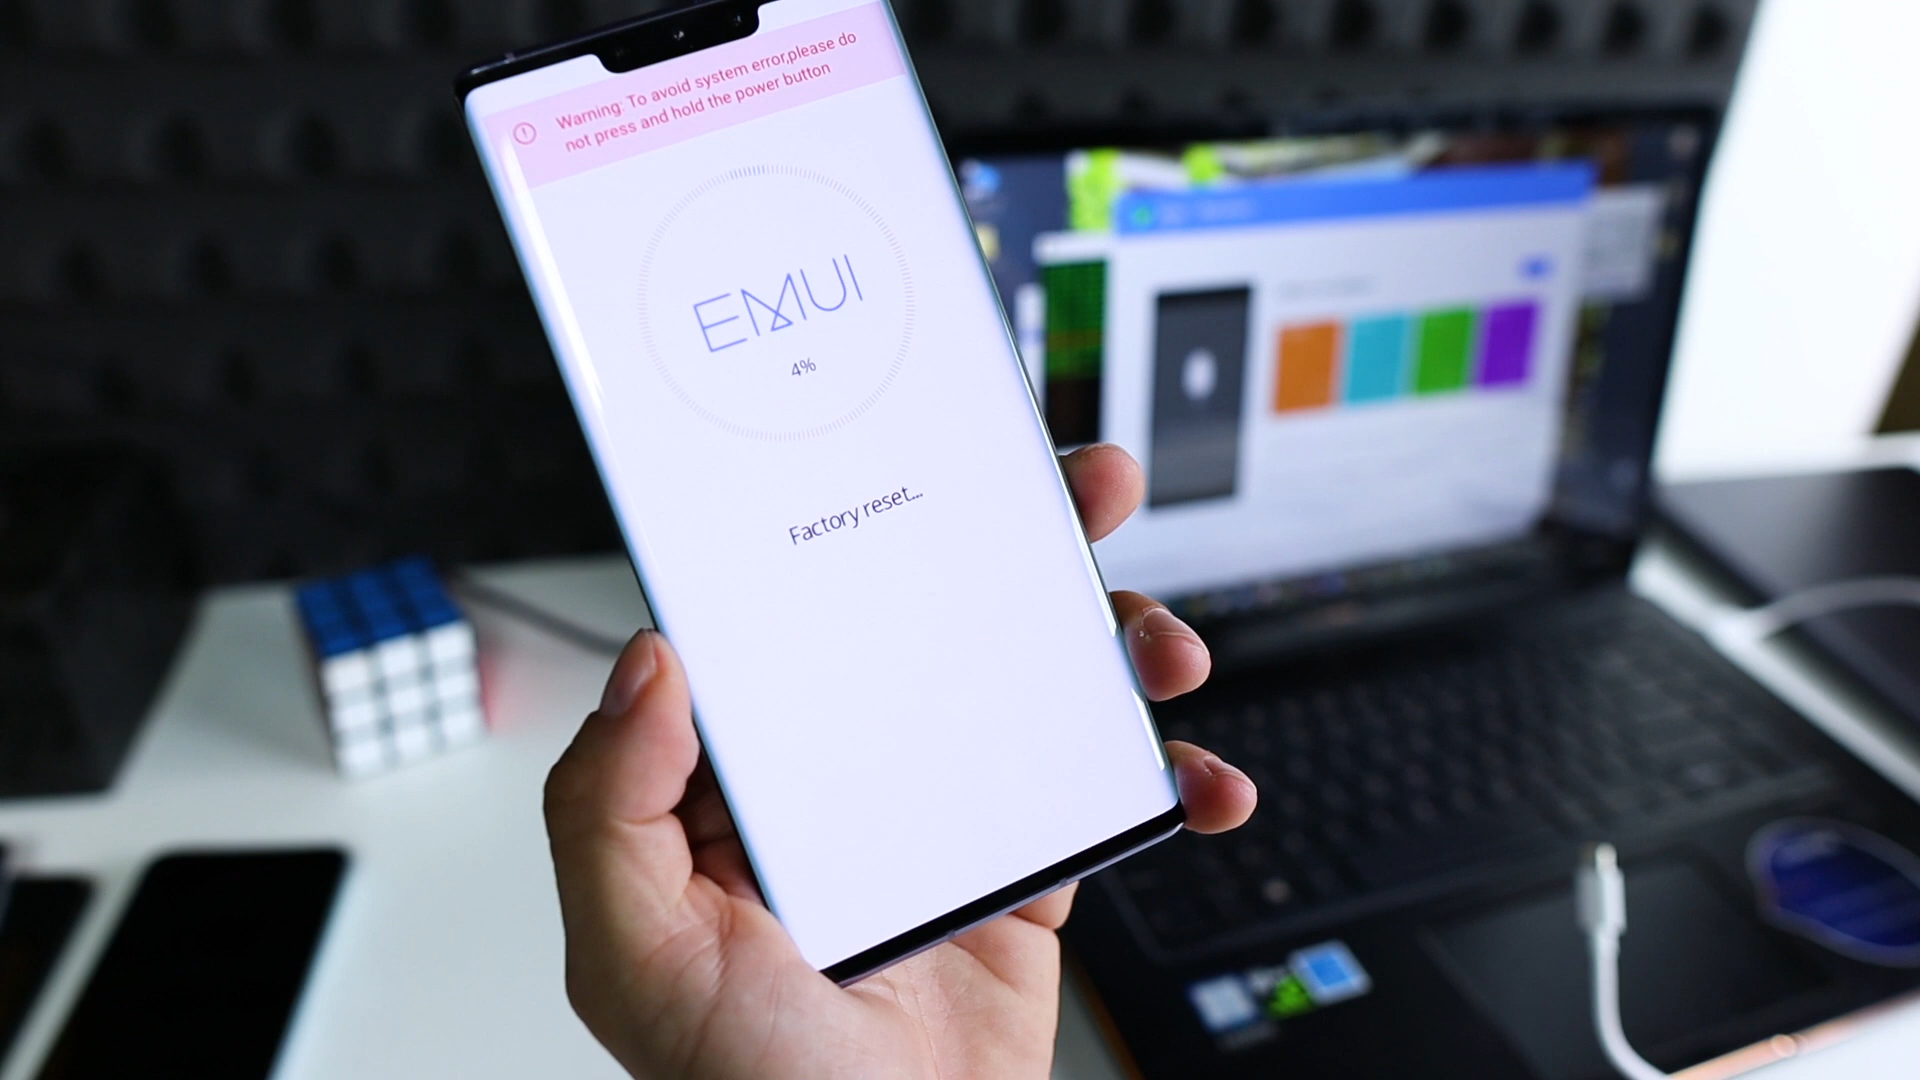 Warning: To avoid system error,please do
not press and hold the power button
EMUI
4%
Factory reset...